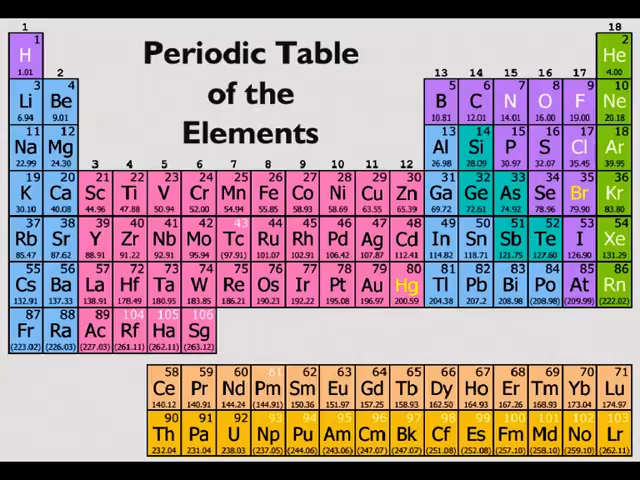 1 18
1 Periodic Table 2
H of the He
1.01 2 Elements 13 14 15 16 17 4.00
3 4 5 6 7 8 9 10
Li Be B C N O F Ne
6.94 9.01 10.81 12.01 14.01 16.00 19.00 20.18
11 12 13 14 15 16 17 18
Na Mg Al Si P S Cl Ar
22.99 24.30 3 4 5 6 7 8 9 10 11 12 26.98 28.09 30.97 32.07 35.45 39.95
19 20 21 22 23 24 25 26 27 28 29 30 31 32 33 34 35 36
K Ca Sc Ti V Cr Mn Fe Co Ni Cu Zn Ga Ge As Se Br Kr
30.10 40.08 44.96 47.88 50.94 52.00 54.94 55.85 58.93 58.69 63.55 65.39 69.72 72.61 74.92 78.96 79.90 83.80
37 38 39 40 41 42 43 44 45 46 47 48 49 50 51 52 53 54
Rb Sr Y Zr Nb Mo Tc Ru Rh Pd Ag Cd In Sn Sb Te I Xe
85.47 87.62 88.91 91.22 92.91 95.94 (97.91) 101.07 102.91 106.42 107.87 112.41 114.82 118.71 121.75 127.60 126.90 131.29
55 56 57 72 73 74 75 76 77 78 79 80 81 82 83 84 85 86
Cs Ba La Hf Ta W Re Os Ir Pt Au Hg Tl Pb Bi Po At Rn
132.91 137.33 138.91 178.49 180.95 183.85 186.21 190.23 192.22 195.08 196.97 200.59 204.38 207.2 208.98 (208.99) (209.99) (222.02)
87 88 89 104 105 106
Fr Ra Ac Rf Ha Sg
(223.02) (226.03) (227.03) (261.11) (262.11) (263.12)
58 59 60 61 62 63 64 65 66 67 68 69 70 71
Ce Pr Nd Pm Sm Eu Gd Tb Dy Ho Er Tm Yb Lu
140.12 140.91 144.24 (144.91) 150.36 151.97 157.25 158.93 162.50 164.93 167.26 168.93 173.04 174.97
90 91 92 93 94 95 96 97 98 99 100 101 102 103
Th Pa U Np Pu Am Cm Bk Cf Es Fm Md No Lr
232.04 231.04 238.03 (237.05) (244.06) (243.06) (247.07) (247.07) (251.08) (252.08) (257.10) (258.10) (259.10) (262.11)